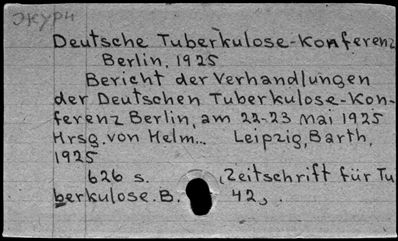 ЖУРН
Deutsche Tuberkulose-Konferenz
Berlin, 1925
Bericht der Verhandlungen
der Deutschen Tuberkulose-Kon-
ferenz Berlin, am 22-23 Mai 1925
Hrsg. von Helm... Leipzig, Barth,
1925
626 s. (Zeitschrift für Tu
berkulose. B. 42).